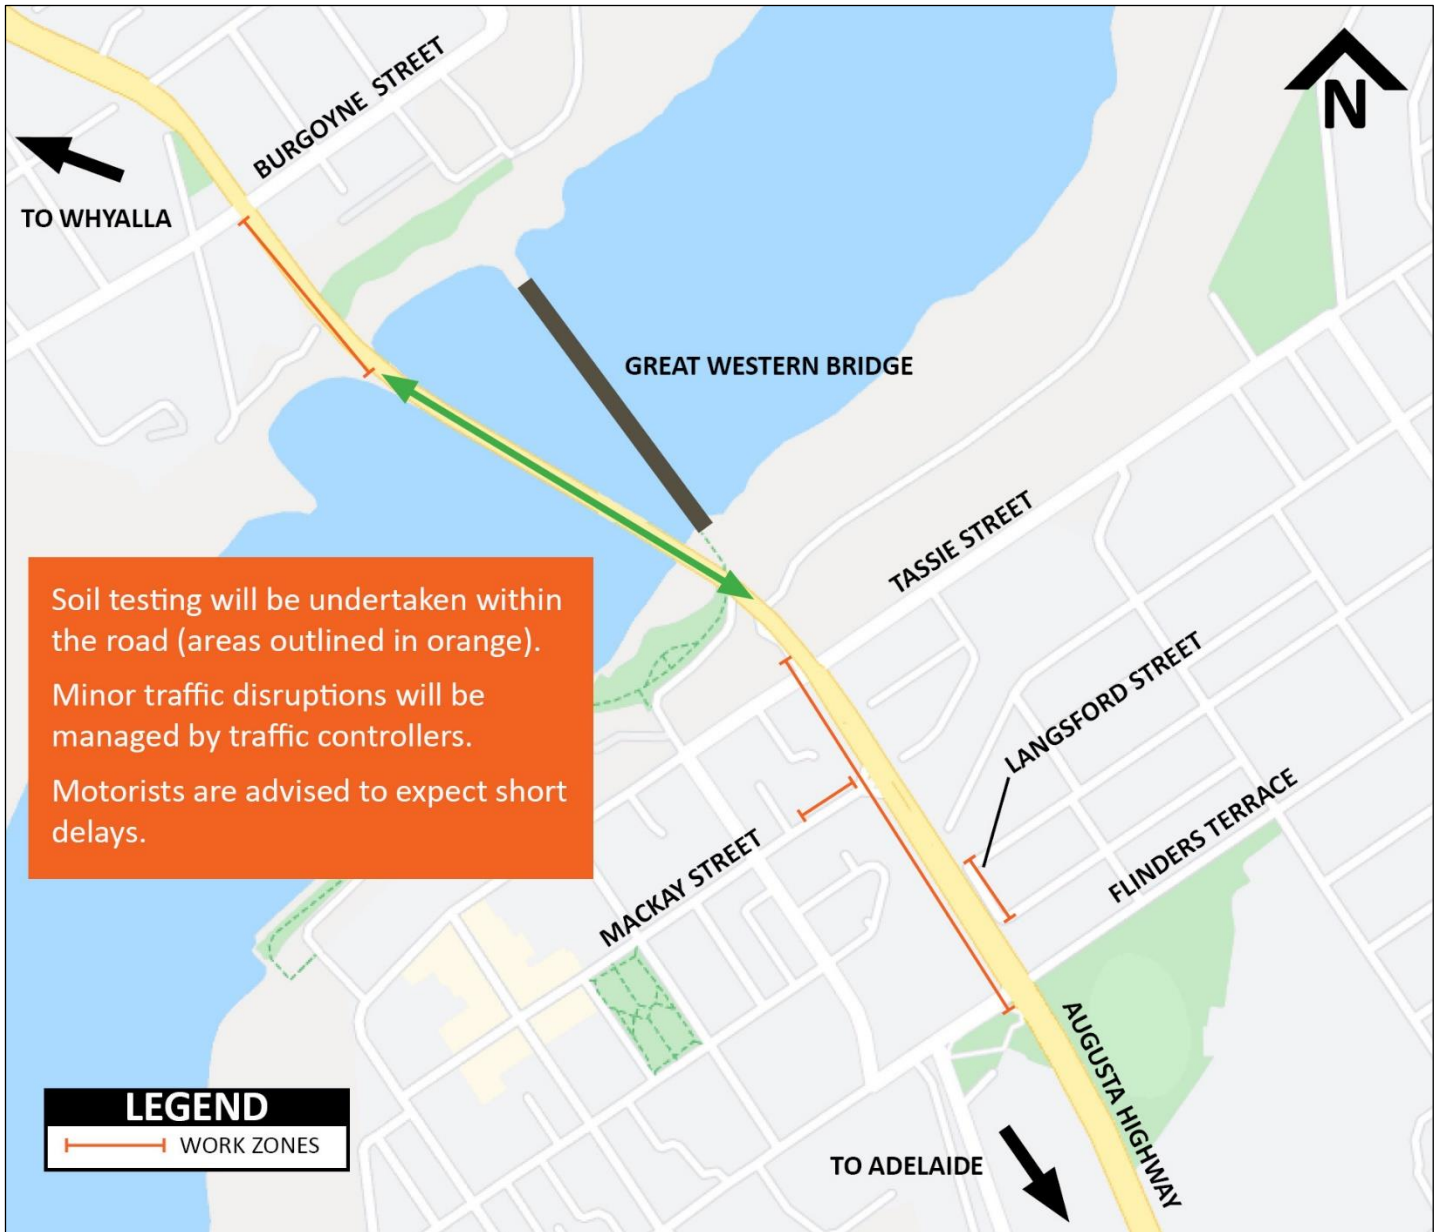 N
BURGOYNE STREET
TO WHYALLA
GREAT WESTERN BRIDGE
TASSIE STREET
Soil testing will be undertaken within
the road (areas outlined in orange).
Minor traffic disruptions will be
managed by traffic controllers.
Motorists are advised to expect short
delays.
LANGSFORD STREET
FLINDERS TERRACE
MACKAY STREET
AUGUSTA HIGHWAY
LEGEND
WORK ZONES
TO ADELAIDE